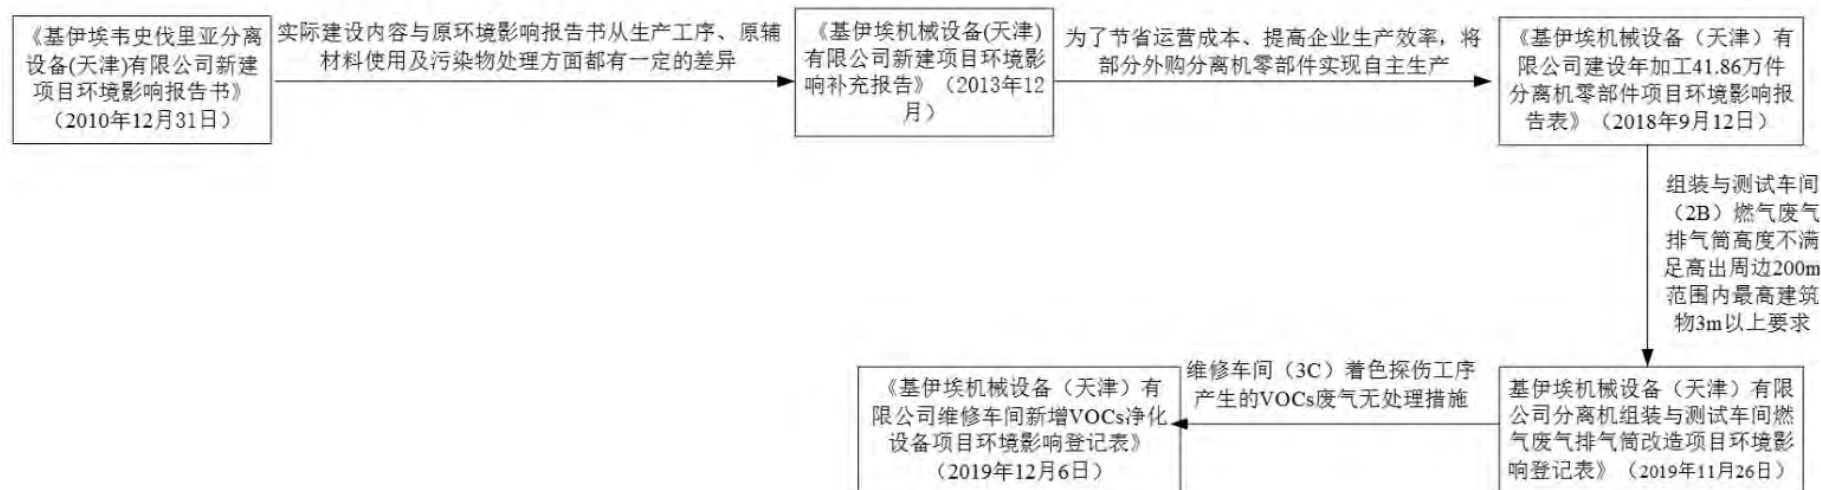 《基伊埃韦史伐里亚分离
设备(天津)有限公司新建
项目环境影响报告书》
（2010年12月31日）
实际建设内容与原环境影响报告书从生产工序、原辅
材料使用及污染物处理方面都有一定的差异
《基伊埃机械设备(天津)
有限公司新建项目环境影
响补充报告》（2013年12
月）
为了节省运营成本、提高企业生产效率，将
部分外购分离机零部件实现自主生产
《基伊埃机械设备（天津）有
限公司建设年加工41.86万件
分离机零部件项目环境影响报
告表》（2018年9月12日）
组装与测试车间
（2B）燃气废气
排气筒高度不满
足高出周边200m
范围内最高建筑
物3m以上要求
基伊埃机械设备（天津）有限
公司分离机组装与测试车间燃
气废气排气筒改造项目环境影
响登记表》（2019年11月26日）
维修车间（3C）着色探伤工序
产生的VOCs废气无处理措施
《基伊埃机械设备（天津）有
限公司维修车间新增VOCs净化
设备项目环境影响登记表》
（2019年12月6日）